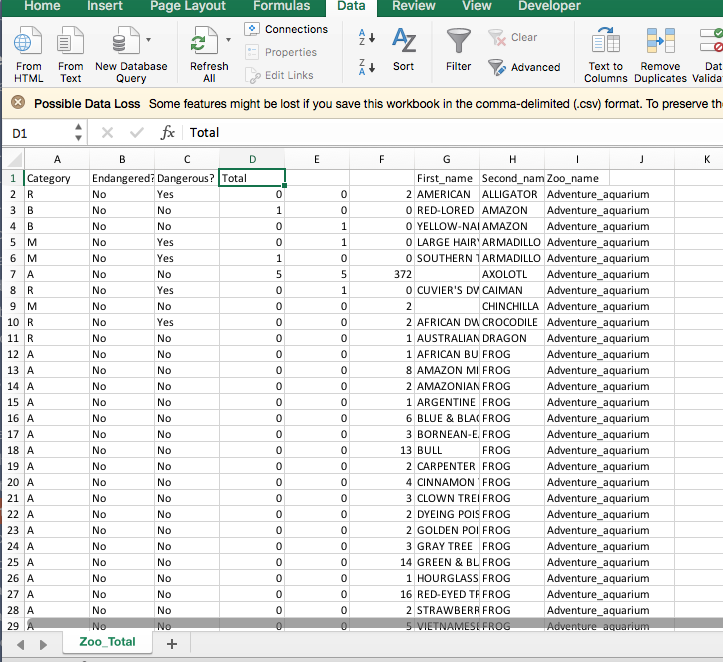 Home Insert Page Layout Formulas Data Review View Developer
From HTML From Text New Database Query Refresh All Connections Properties Edit Links A Z Z A A Z Sort Filter Clear Advanced Text to Columns Remove Duplicates
Possible Data Loss Some features might be lost if you save this workbook in the comma-delimited (.csv) format. To preserve
D1 fx Total
A B C D E F G H I J K
1 Category Endangered? Dangerous? Total First_name Second_nam Zoo_name
2 R No Yes 0 0 2 AMERICAN ALLIGATOR Adventure_aquarium
3 B No No 1 0 0 RED-LORED AMAZON Adventure_aquarium
4 B No No 0 1 0 YELLOW-NA AMAZON Adventure_aquarium
5 M No Yes 0 1 0 LARGE HAIR ARMADILLO Adventure_aquarium
6 M No Yes 1 0 0 SOUTHERN ARMADILLO Adventure_aquarium
7 A No No 5 5 372 AXOLOTL Adventure_aquarium
8 R No Yes 0 1 0 CUVIER'S DW CAIMAN Adventure_aquarium
9 M No No 0 0 2 CHINCHILLA Adventure_aquarium
10 R No Yes 0 0 2 AFRICAN DW CROCODILE Adventure_aquarium
11 R No No 0 0 1 AUSTRALIAN DRAGON Adventure_aquarium
12 A No No 0 0 1 AFRICAN BU FROG Adventure_aquarium
13 A No No 0 0 8 AMAZON MI FROG Adventure_aquarium
14 A No No 0 0 2 AMAZONIAN FROG Adventure_aquarium
15 A No No 0 0 1 ARGENTINE FROG Adventure_aquarium
16 A No No 0 0 6 BLUE & BLAC FROG Adventure_aquarium
17 A No No 0 0 3 BORNEAN-E FROG Adventure_aquarium
18 A No No 0 0 13 BULL FROG Adventure_aquarium
19 A No No 0 0 2 CARPENTER FROG Adventure_aquarium
20 A No No 0 0 4 CINNAMON FROG Adventure_aquarium
21 A No No 0 0 3 CLOWN TREE FROG Adventure_aquarium
22 A No No 0 0 2 DYEING POIS FROG Adventure_aquarium
23 A No No 0 0 2 GOLDEN POI FROG Adventure_aquarium
24 A No No 0 0 3 GRAY TREE FROG Adventure_aquarium
25 A No No 0 0 14 GREEN & BL FROG Adventure_aquarium
26 A No No 0 0 1 HOURGLASS FROG Adventure_aquarium
27 A No No 0 0 16 RED-EYED TR FROG Adventure_aquarium
28 A No No 0 0 2 STRAWBERR FROG Adventure_aquarium
29 A No No 0 0 5 VIETNAMESE FROG Adventure_aquarium
Zoo_Total +